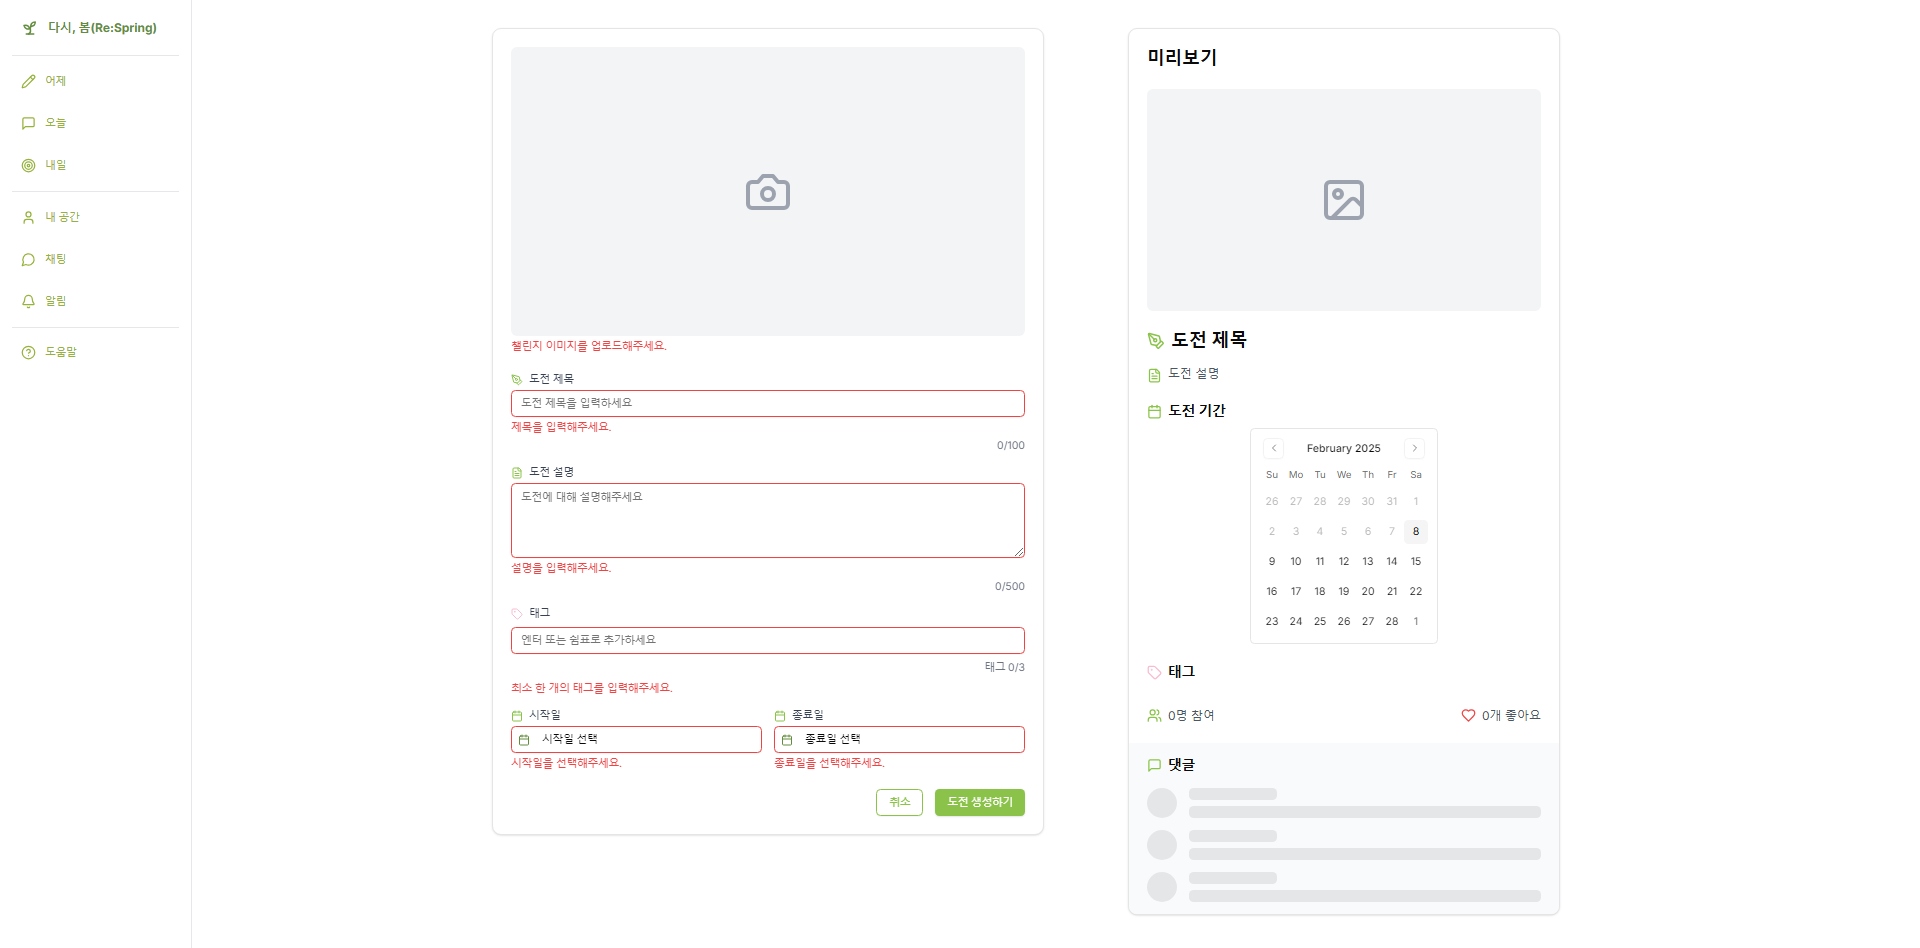 다시, 봄(Re:Spring)
어제
오늘
내일
내 공간
채팅
알림
도움말
챌린지 이미지를 업로드해주세요.
도전 제목
도전 제목을 입력하세요
제목을 입력해주세요.
0/100
도전 설명
도전에 대해 설명해주세요
설명을 입력해주세요.
0/500
태그
엔터 또는 쉼표로 추가하세요
태그 0/3
최소 한 개의 태그를 입력해주세요.
시작일 종료일
시작일 선택 종료일 선택
시작일을 선택해주세요. 종료일을 선택해주세요.
취소 도전 생성하기
미리보기
도전 제목
도전 설명
도전 기간
February 2025
Su Mo Tu We Th Fr Sa
26 27 28 29 30 31 1
2 3 4 5 6 7 8
9 10 11 12 13 14 15
16 17 18 19 20 21 22
23 24 25 26 27 28 1
태그
0명 참여 0개 좋아요
댓글